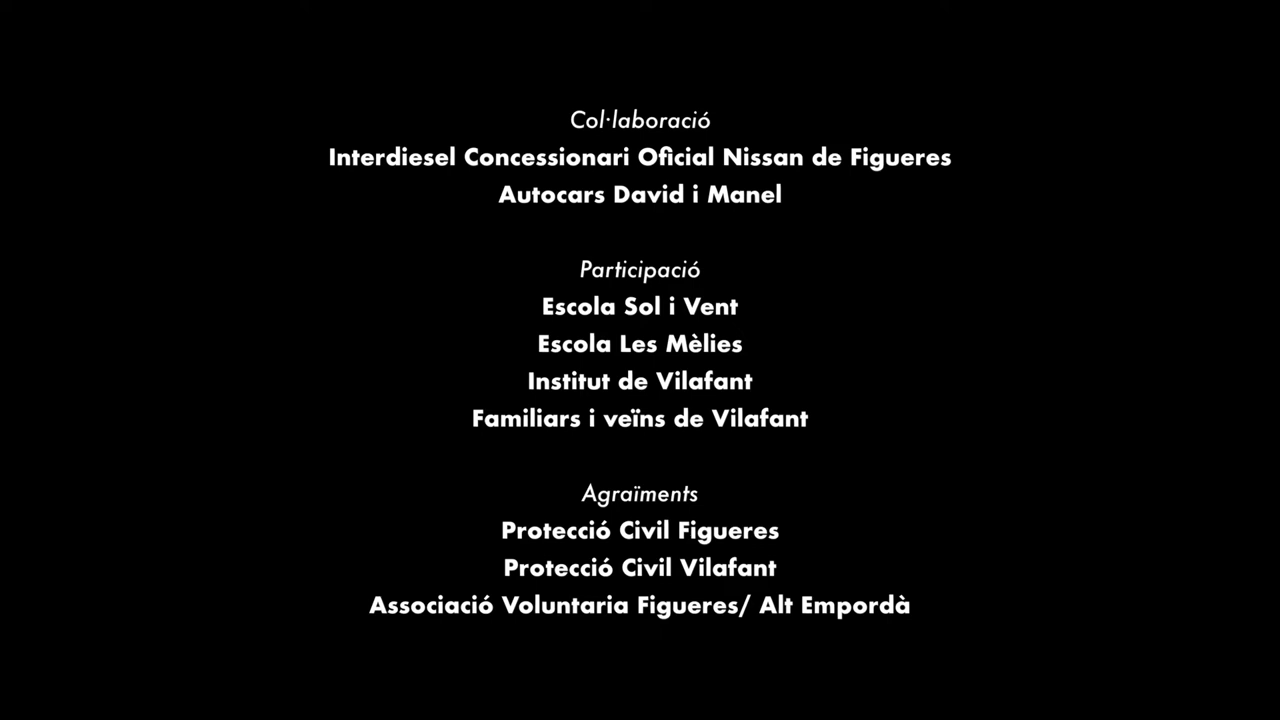 Col·laboració
Interdiesel Concessionari Oficial Nissan de Figueres
Autocars David i Manel
Participació
Escola Sol i Vent
Escola Les Mèlies
Institut de Vilafant
Familiars i veïns de Vilafant
Agraïments
Protecció Civil Figueres
Protecció Civil Vilafant
Associació Voluntaria Figueres/ Alt Empordà